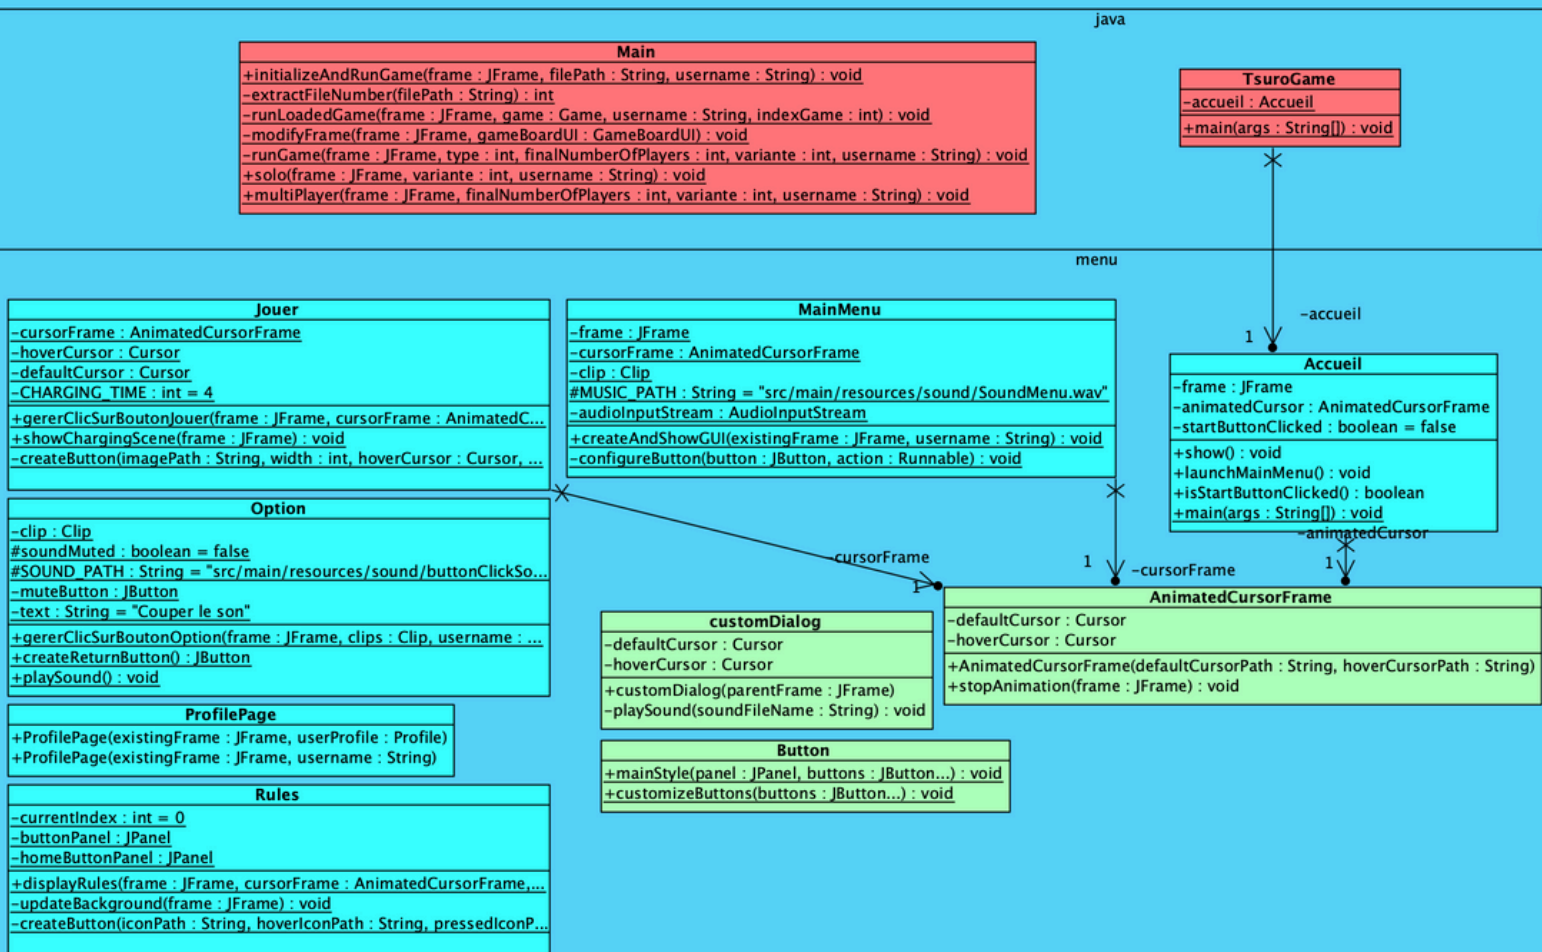 java
Main
+initializeAndRunGame(frame : JFrame, filePath : String, username : String) : void
-extractFileNumber(filePath : String) : int
-runLoadedGame(frame : JFrame, game : Game, username : String, indexGame : int) : void
-modifyFrame(frame : JFrame, gameBoardUI : GameBoardUI) : void
-runGame(frame : JFrame, type : int, finalNumberOfPlayers : int, variante : int, username : String) : void
+solo(frame : JFrame, variante : int, username : String) : void
+multiPlayer(frame : JFrame, finalNumberOfPlayers : int, variante : int, username : String) : void
TsuroGame
-accueil : Accueil
+main(args : String[]) : void
menu
-accueil
1
Jouer
-cursorFrame : AnimatedCursorFrame
-hoverCursor : Cursor
-defaultCursor : Cursor
-CHARGING_TIME : int = 4
+gererClicSurBoutonJouer(frame : JFrame, cursorFrame : AnimatedC...
+showChargingScene(frame : JFrame) : void
-createButton(imagePath : String, width : int, hoverCursor : Cursor, ...
MainMenu
-frame : JFrame
-cursorFrame : AnimatedCursorFrame
-clip : Clip
#MUSIC_PATH : String = "src/main/resources/sound/SoundMenu.wav"
-audioInputStream : AudioInputStream
+createAndShowGUI(existingFrame : JFrame, username : String) : void
-configureButton(button : JButton, action : Runnable) : void
Accueil
-frame : JFrame
-animatedCursor : AnimatedCursorFrame
-startButtonClicked : boolean = false
+show() : void
+launchMainMenu() : void
+isStartButtonClicked() : boolean
+main(args : String[]) : void
-animatedCursor
1
Option
-clip : Clip
#soundMuted : boolean = false
#SOUND_PATH : String = "src/main/resources/sound/buttonClickSo...
-muteButton : JButton
-text : String = "Couper le son"
+gererClicSurBoutonOption(frame : JFrame, clips : Clip, username : ...
+createReturnButton() : JButton
+playSound() : void
-cursorFrame
1
1
-cursorFrame
AnimatedCursorFrame
-defaultCursor : Cursor
-hoverCursor : Cursor
+AnimatedCursorFrame(defaultCursorPath : String, hoverCursorPath : String)
+stopAnimation(frame : JFrame) : void
customDialog
-defaultCursor : Cursor
-hoverCursor : Cursor
+customDialog(parentFrame : JFrame)
-playSound(soundFileName : String) : void
ProfilePage
+ProfilePage(existingFrame : JFrame, userProfile : Profile)
+ProfilePage(existingFrame : JFrame, username : String)
Button
+mainStyle(panel : JPanel, buttons : JButton...) : void
+customizeButtons(buttons : JButton...) : void
Rules
-currentIndex : int = 0
-buttonPanel : JPanel
-homeButtonPanel : JPanel
+displayRules(frame : JFrame, cursorFrame : AnimatedCursorFrame,...
-updateBackground(frame : JFrame) : void
-createButton(iconPath : String, hoverIconPath : String, pressedIconP...